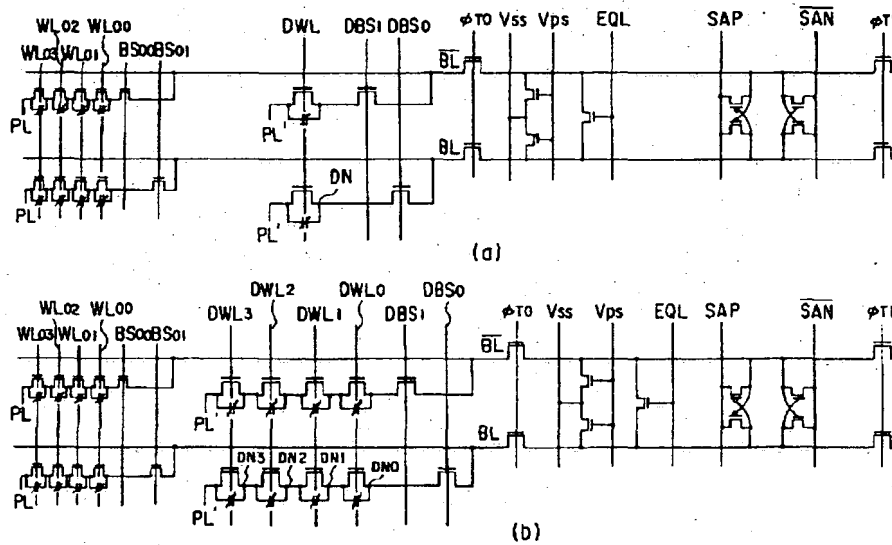 WL02 WL00
WL03 WL01 BS00 BS01 DWL DBS1 DBS0 φT0 Vss Vps EQL SAP SAN φT1
BL
PL PL'
BL
DN
PL PL'
(a)
DWL2 DWL0 DBS0
WL02 WL00 DWL3 DWL1 DBS1 φT0 Vss Vps EQL SAP SAN φT1
WL03 WL01 BS00 BS01
BL
PL PL'
BL
DN3 DN2 DN1 DN0
PL PL'
(b)